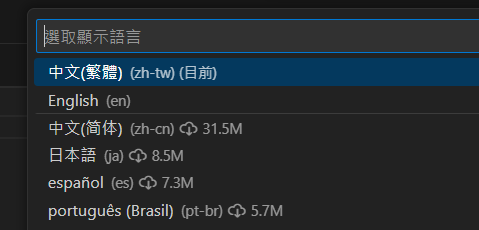 選取顯示語言
中文(繁體) (zh-tw) (目前)
English (en)
中文(简体) (zh-cn) 31.5M
日本語 (ja) 8.5M
español (es) 7.3M
português (Brasil) (pt-br) 5.7M